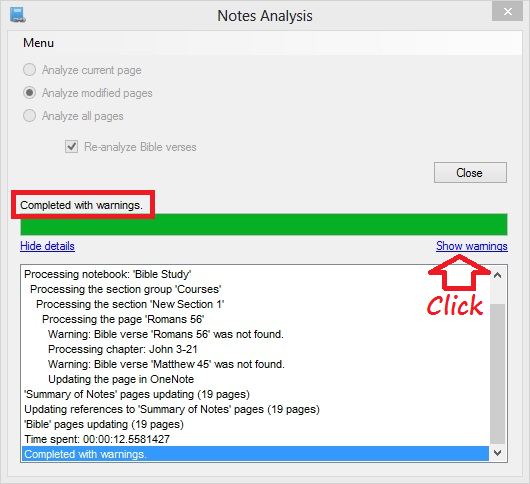 Notes Analysis
Menu
Analyze current page
Analyze modified pages
Analyze all pages
Re-analyze Bible verses
Close
Completed with warnings.
Hide details
Show warnings
Click
Processing notebook: 'Bible Study'
Processing the section group 'Courses'
Processing the section 'New Section 1'
Processing the page 'Romans 56'
Warning: Bible verse 'Romans 56' was not found.
Processing chapter: John 3-21
Warning: Bible verse 'Matthew 45' was not found.
Updating the page in OneNote
'Summary of Notes' pages updating (19 pages)
Updating references to 'Summary of Notes' pages (19 pages)
'Bible' pages updating (19 pages)
Time spent: 00:00:12.5581427
Completed with warnings.